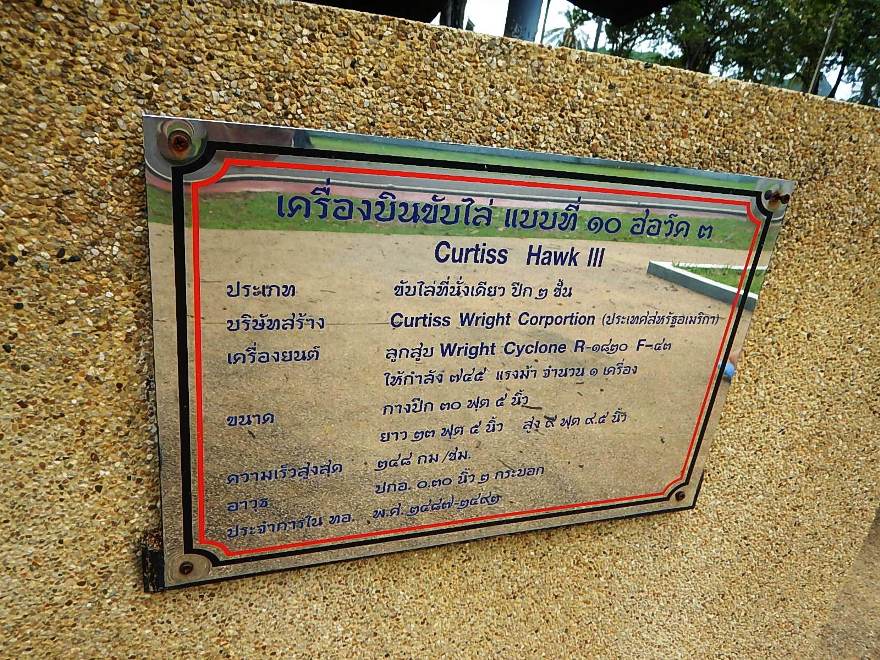 เครื่องบินขับไล่ แบบที่ ๑๐ ฮอว์ค ๓
Curtiss Hawk III
ประเภท ขับไล่ที่นั่งเดียว ปีก ๒ ชั้น
บริษัทสร้าง Curtiss Wright Corportion (ประเทศสหรัฐอเมริกา)
เครื่องยนต์ ลูกสูบ Wright Cyclone R-๑๘๒๐ F-๕๓
ให้กำลัง ๗๔๕ แรงม้า จำนวน ๑ เครื่อง
ขนาด กางปีก ๓๐ ฟุต ๕ นิ้ว
ยาว ๒๓ ฟุต ๕ นิ้ว สูง ๙ ฟุต ๙.๕ นิ้ว
ความเร็วสูงสุด ๒๔๘ กม/ชม.
อาวุธ ปกอ. ๐.๓๐ นิ้ว ๒ กระบอก
ประจำการใน ทอ. พ.ศ. ๒๔๘๗-๒๔๙๒